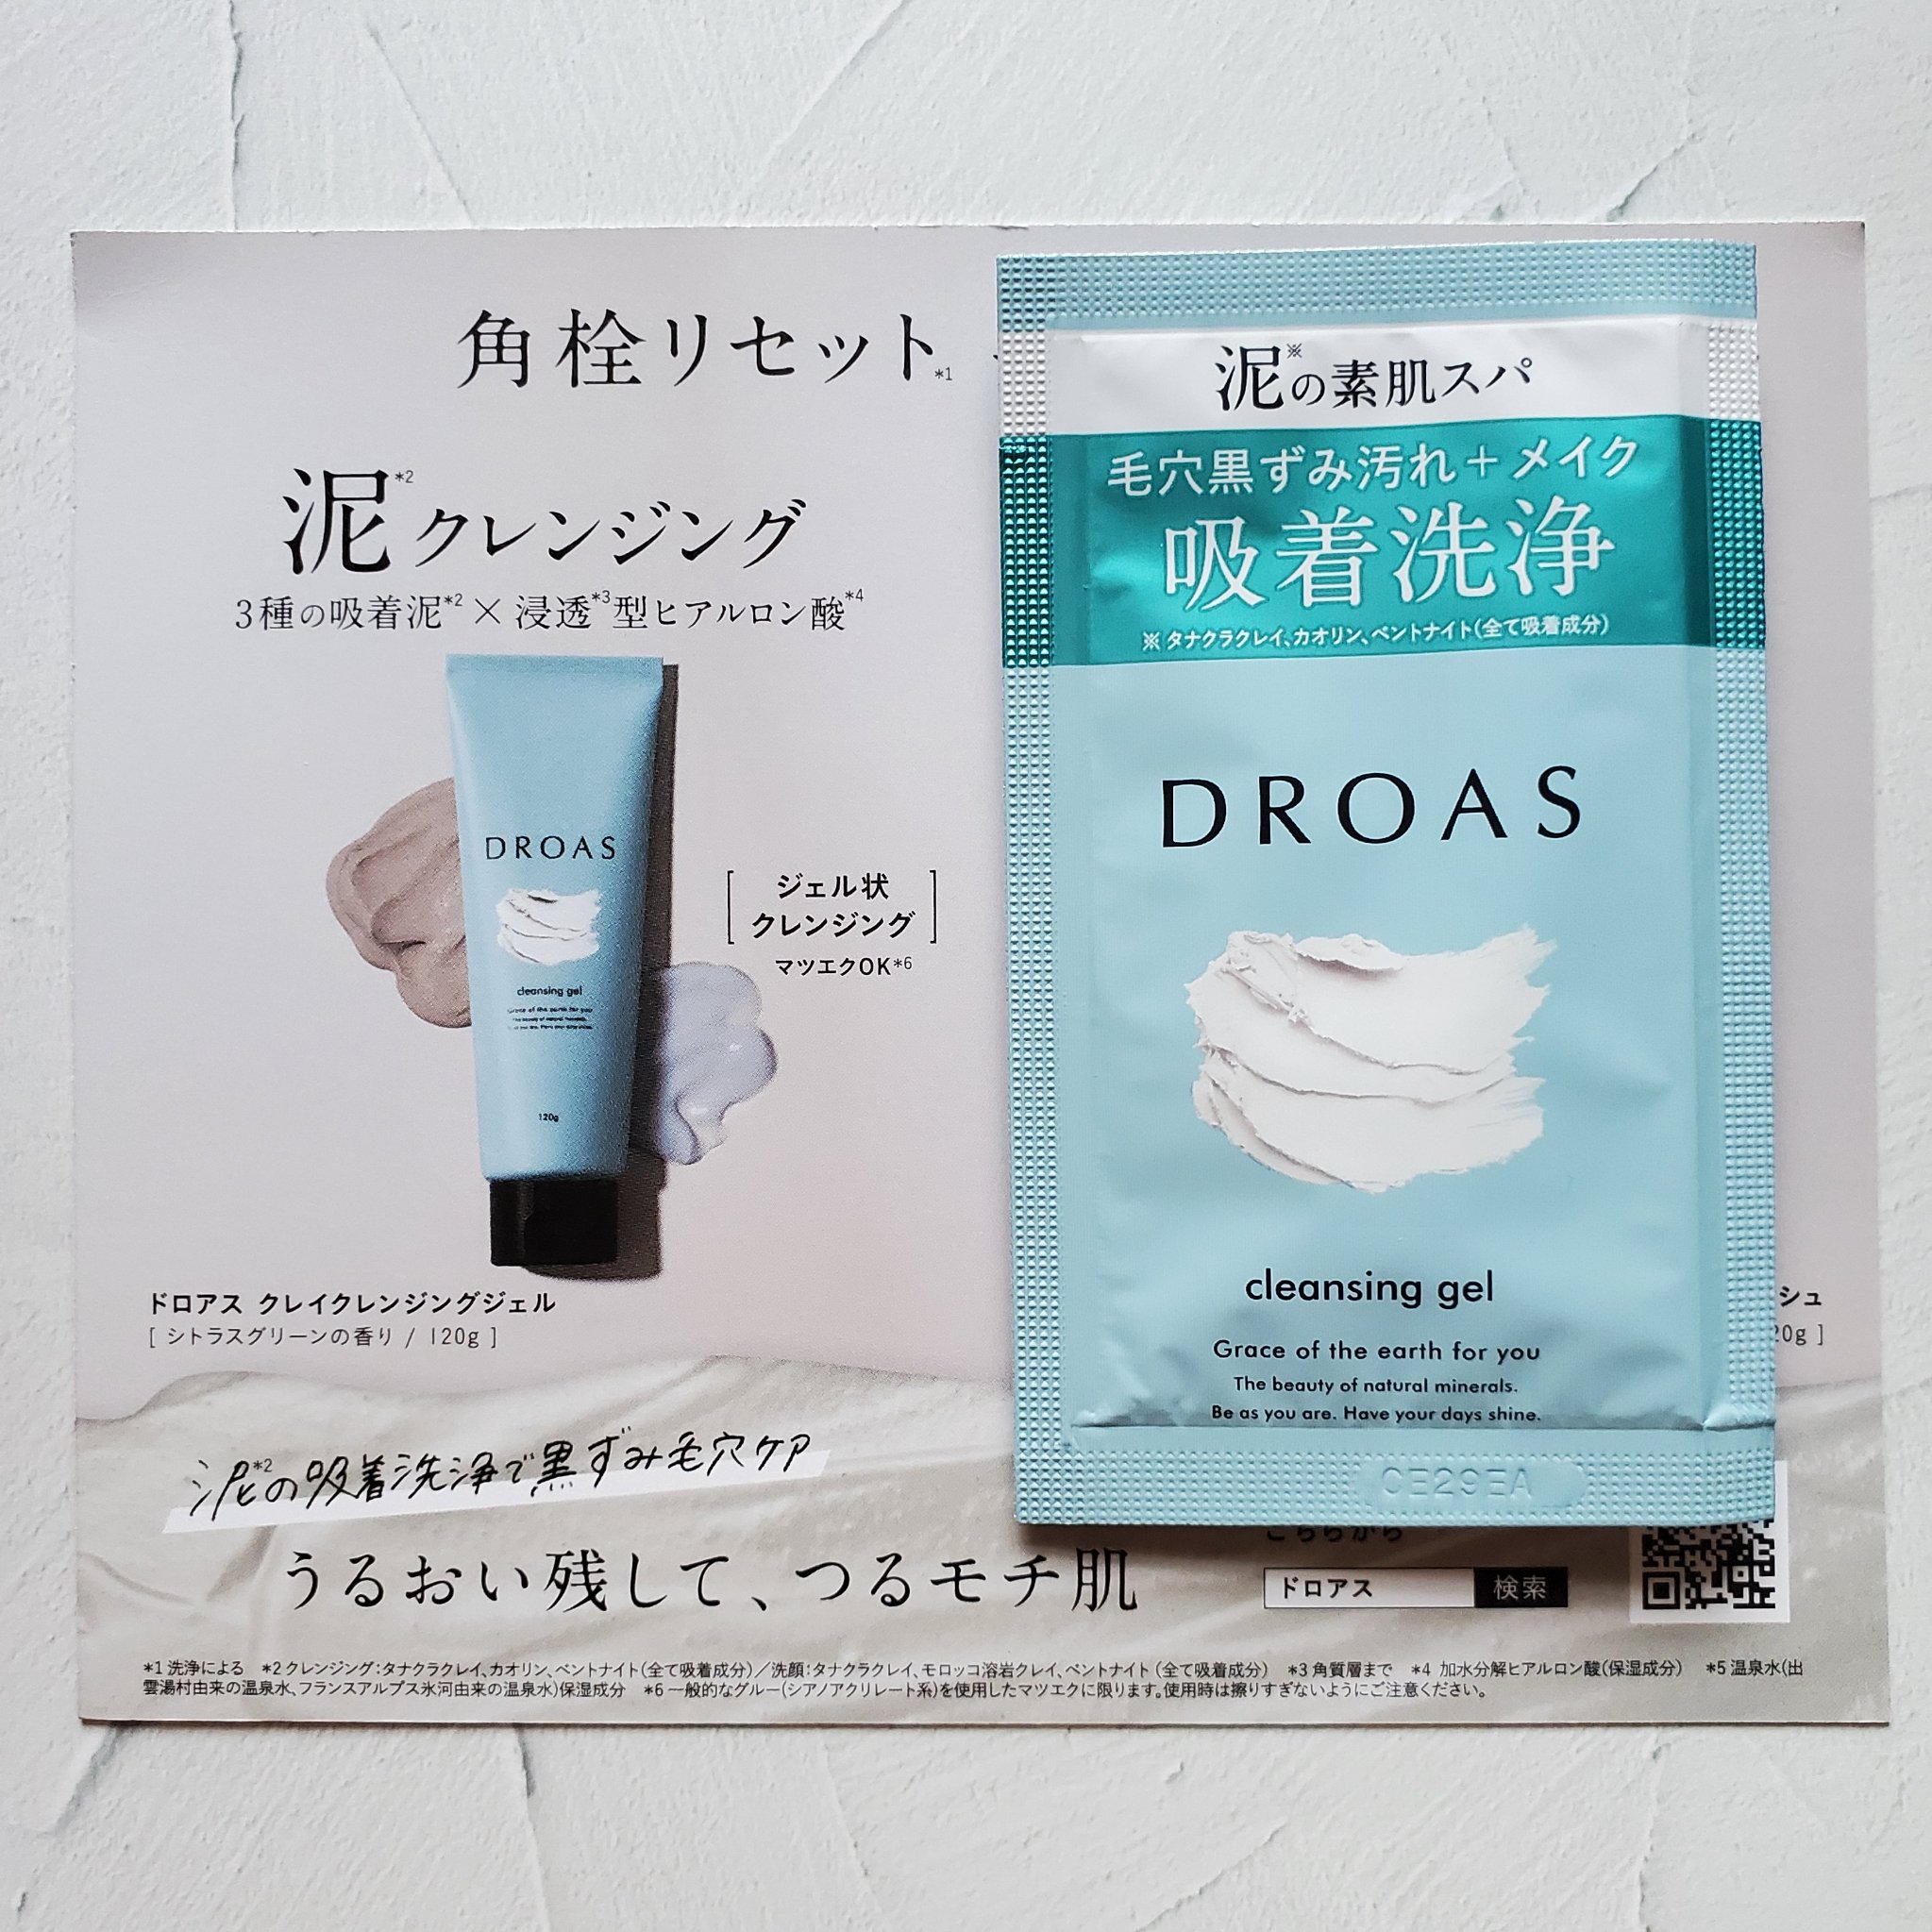 角栓リセット*1
泥*2クレンジング
3種の吸着泥*2×浸透*3型ヒアルロン酸*4
DROAS
cleansing gel
Grace of the earth for you
120g
[ジェル状
クレンジング]
マツエクOK*6
ドロアス クレイクレンジングジェル
[ シトラスグリーンの香り / 120g ]
泥*2の吸着洗浄で黒ずみ毛穴ケア
うるおい残して、つるモチ肌
泥※の素肌スパ
毛穴黒ずみ汚れ+メイク
吸着洗浄
※タナクラクレイ、カオリン、ベントナイト(全て吸着成分)
DROAS
cleansing gel
Grace of the earth for you
The beauty of natural minerals.
Be as you are. Have your days shine.
CE29EA
シュ
20g ]
こちらから
ドロアス 検索
*1 洗浄による *2 クレンジング:タナクラクレイ、カオリン、ベントナイト(全て吸着成分)/洗顔:タナクラクレイ、モロッコ溶岩クレイ、ベントナイト(全て吸着成分) *3 角質層まで *4 加水分解ヒアルロン酸(保湿成分) *5 温泉水(出
雲湯村由来の温泉水、フランスアルプス氷河由来の温泉水)保湿成分 *6 一般的なグルー(シアノアクリレート系)を使用したマツエクに限ります。使用時は擦りすぎないようにご注意ください。